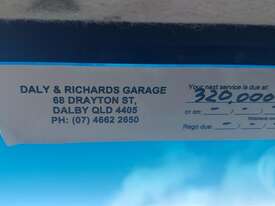 DALY & RICHARDS GARAGE
68 DRAYTON ST,
DALBY QLD 4405
PH: (07) 4662 2650
Your next service is due at
320,000
or on: - / - / -
Rego due - / - / -